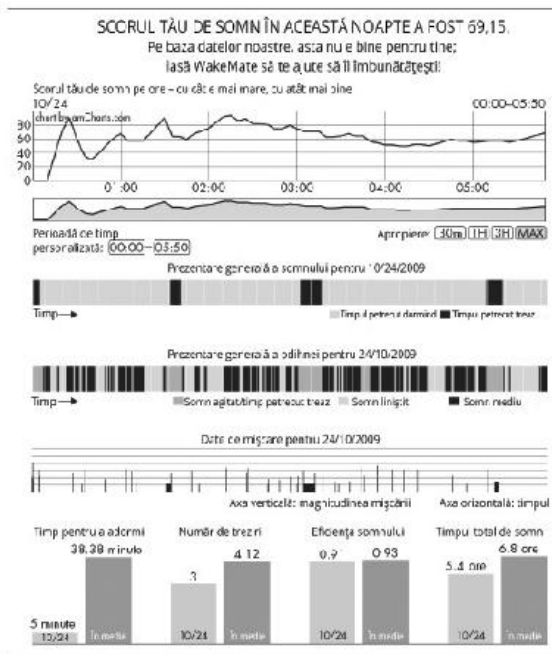 SCORUL TĂU DE SOMN ÎN ACEASTĂ NOAPTE A FOST 69,15.
Pe baza datelor noastre, asta nu e bine pentru tine;
lasă WakeMate să te ajute să îl îmbunătățești!
Scorul tău de somn pe ore – cu cât e mai mare, cu atât mai bine
10/24 00:00–05:50
chart by amCharts.com
80
60
40
20
0
01:00 02:00 03:00 04:00 05:00
Perioadă de timp
personalizată: 00:00–05:50 Apropiere: 30m 1H 3H MAX
Prezentare generală a somnului pentru 10/24/2009
Timp Timpul petrecut dormind Timpul petrecut treaz
Prezentare generală a odihnei pentru 24/10/2009
Timp Somn agitat/timp petrecut treaz Somn liniștit Somn mediu
Date de mișcare pentru 24/10/2009
Axa verticală: magnitudinea mișcării Axa orizontală: timpul
Timp pentru a adormi Număr de treziri Eficiența somnului Timpul total de somn
38.38 minute 4.12 0.9 0.93 6.8 ore
3 5.4 ore
5 minute
10/24 În medie 10/24 În medie 10/24 În medie 10/24 În medie